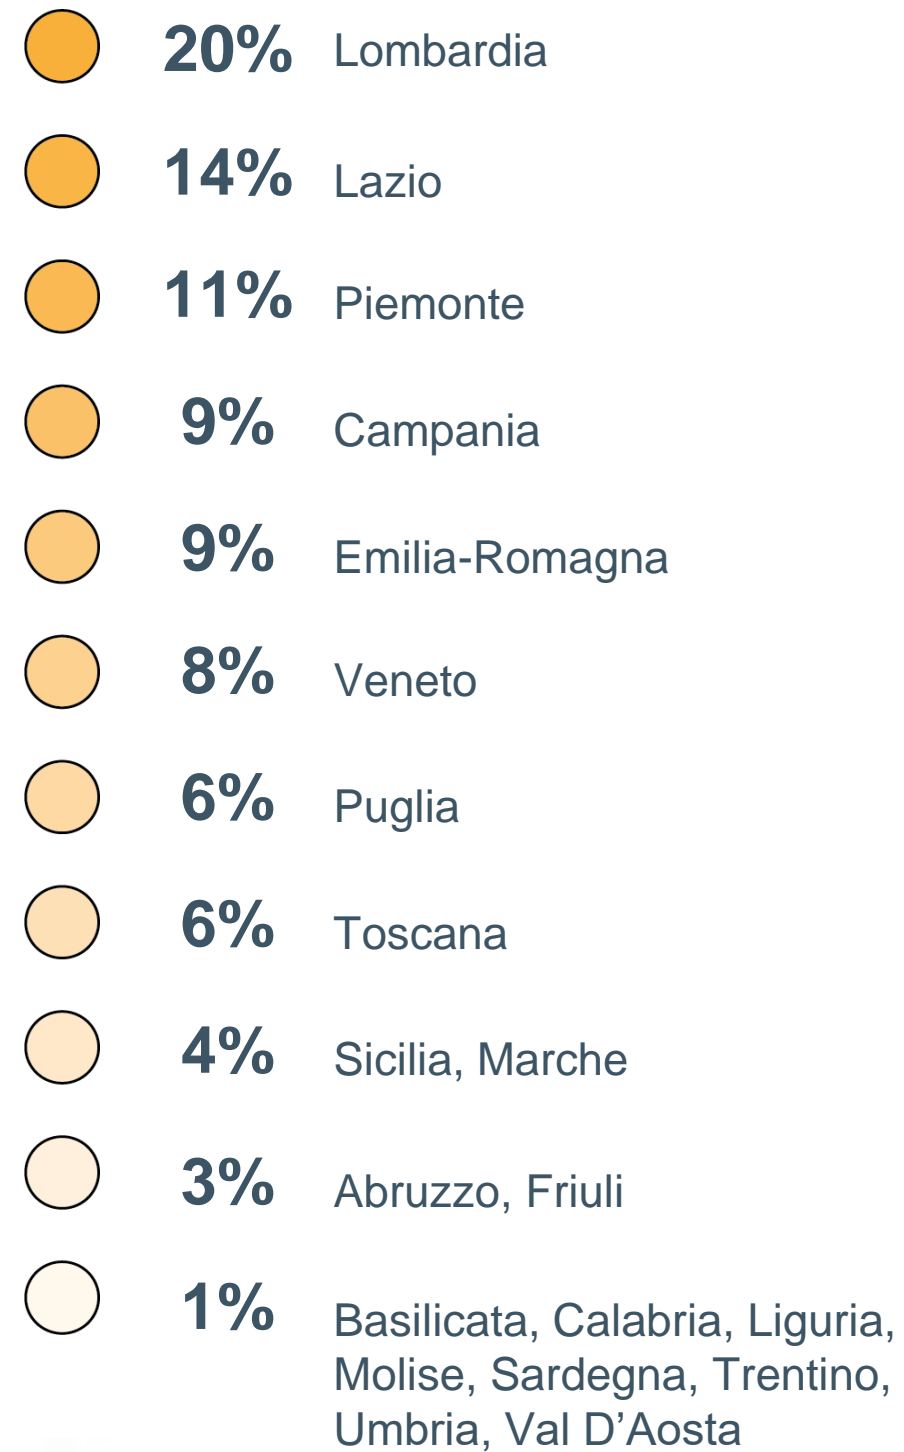 20% Lombardia
14% Lazio
11% Piemonte
9% Campania
9% Emilia-Romagna
8% Veneto
6% Puglia
6% Toscana
4% Sicilia, Marche
3% Abruzzo, Friuli
1% Basilicata, Calabria, Liguria,
Molise, Sardegna, Trentino,
Umbria, Val D’Aosta